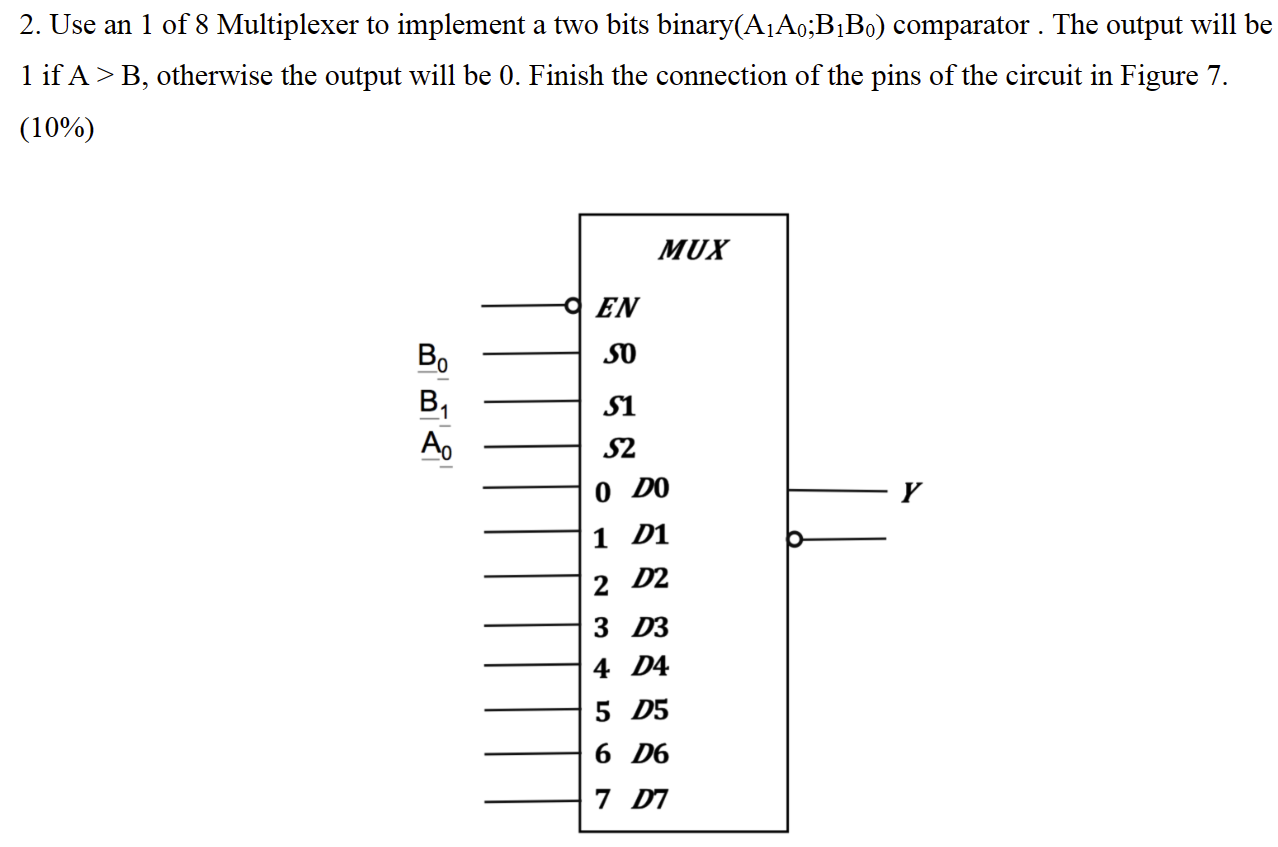 2. Use an 1 of 8 Multiplexer to implement a two bits binary(A₁A₀;B₁B₀) comparator . The output will be
1 if A > B, otherwise the output will be 0. Finish the connection of the pins of the circuit in Figure 7.
(10%)
MUX
EN
B₀ S0
B₁ S1
A₀ S2
0 D0
Y
1 D1
2 D2
3 D3
4 D4
5 D5
6 D6
7 D7